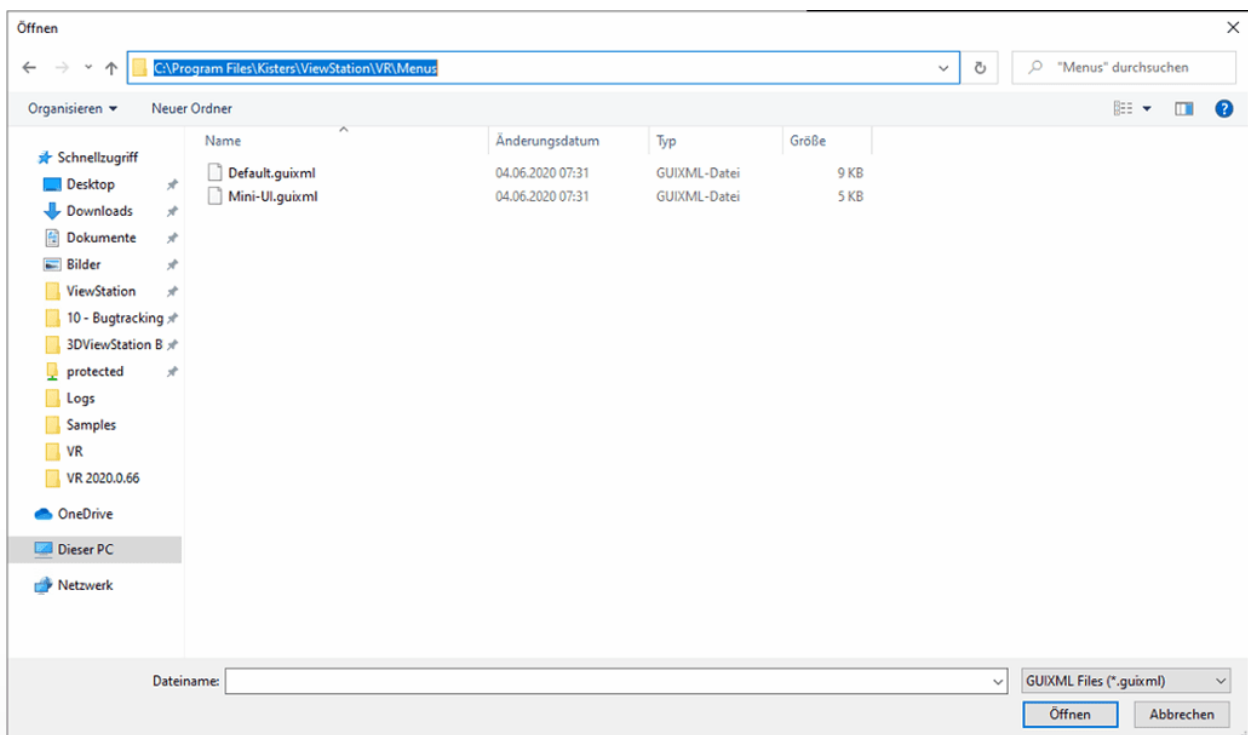 Öffnen
C:\Program Files\Kisters\ViewStation\VR\Menus
"Menus" durchsuchen
Organisieren Neuer Ordner
Name Änderungsdatum Typ Größe
Default.guixml 04.06.2020 07:31 GUIXML-Datei 9 KB
Mini-UI.guixml 04.06.2020 07:31 GUIXML-Datei 5 KB
Schnellzugriff
Desktop
Downloads
Dokumente
Bilder
ViewStation
10 - Bugtracking
3DViewStation B
protected
Logs
Samples
VR
VR 2020.0.66
OneDrive
Dieser PC
Netzwerk
Dateiname:
GUIXML Files (*.guixml)
Öffnen Abbrechen